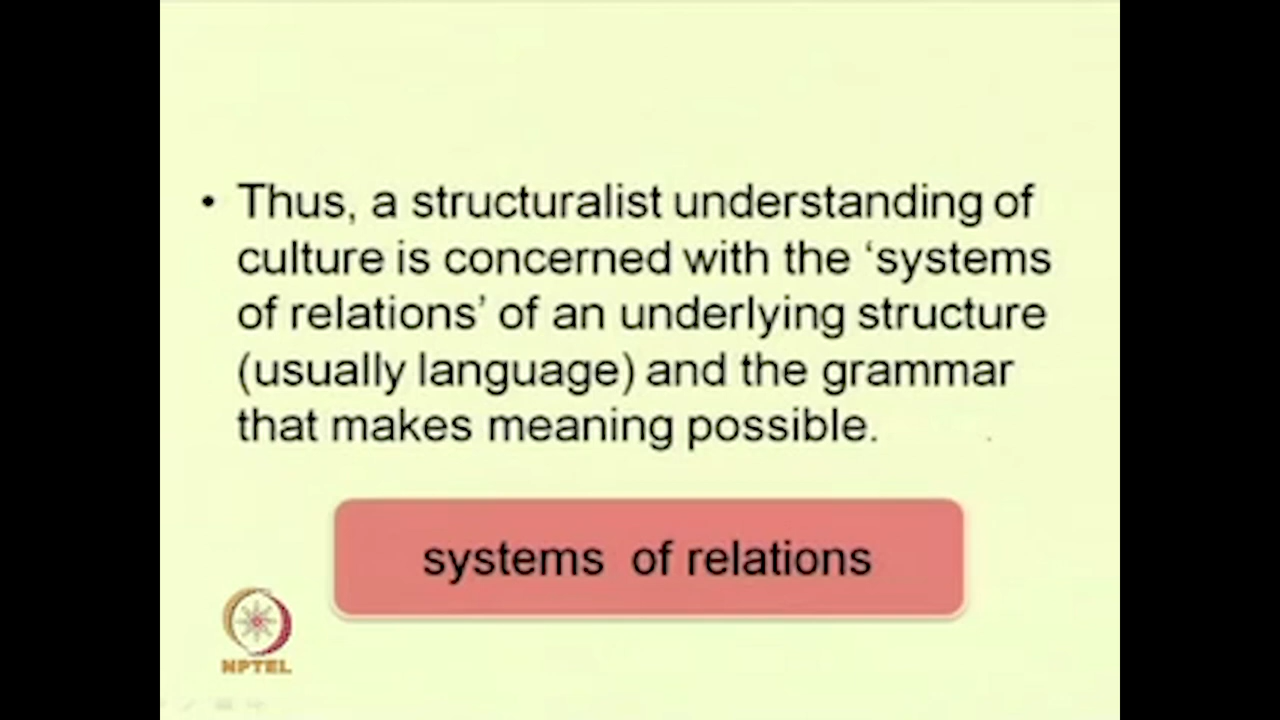 • Thus, a structuralist understanding of
culture is concerned with the ‘systems
of relations’ of an underlying structure
(usually language) and the grammar
that makes meaning possible.
systems of relations
NPTEL